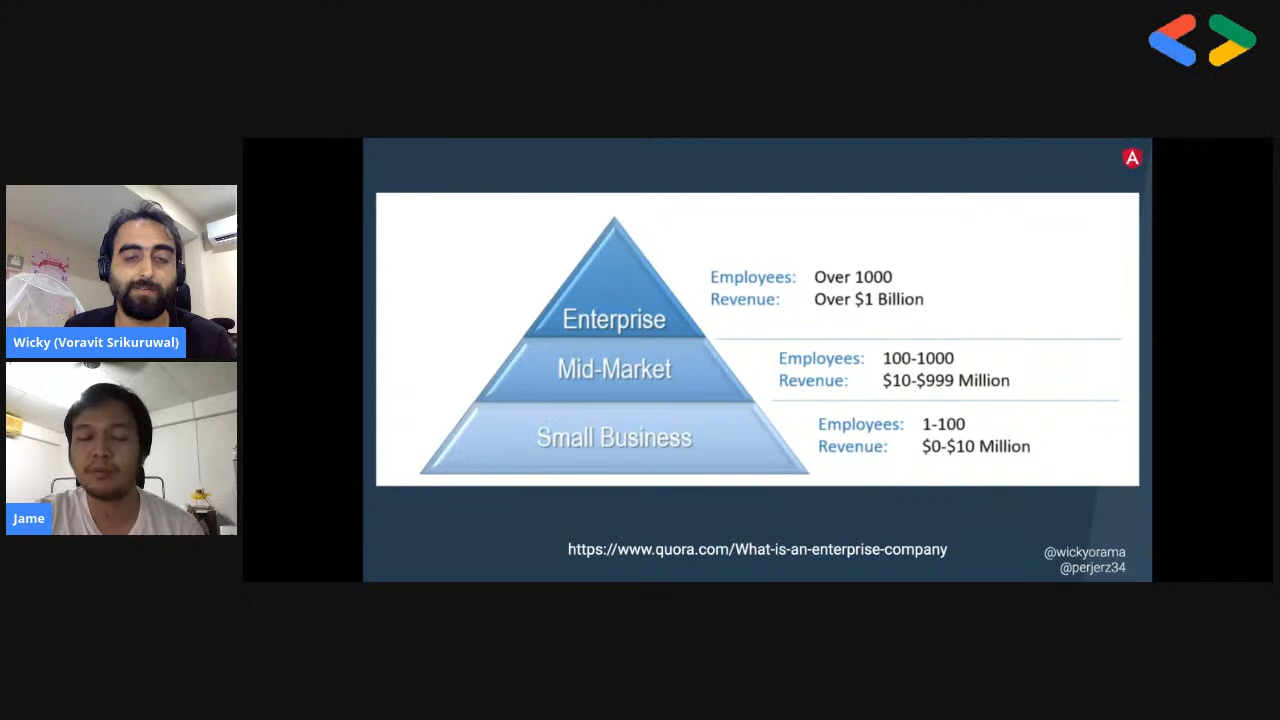 Wicky (Voravit Srikuruwal)
Jame
A
Enterprise
Employees: Over 1000
Revenue: Over $1 Billion
Mid-Market
Employees: 100-1000
Revenue: $10-$999 Million
Small Business
Employees: 1-100
Revenue: $0-$10 Million
https://www.quora.com/What-is-an-enterprise-company
@wickyorama
@perjerz34